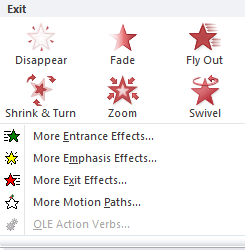 Exit
Disappear Fade Fly Out
Shrink & Turn Zoom Swivel
More Entrance Effects...
More Emphasis Effects...
More Exit Effects...
More Motion Paths...
OLE Action Verbs...